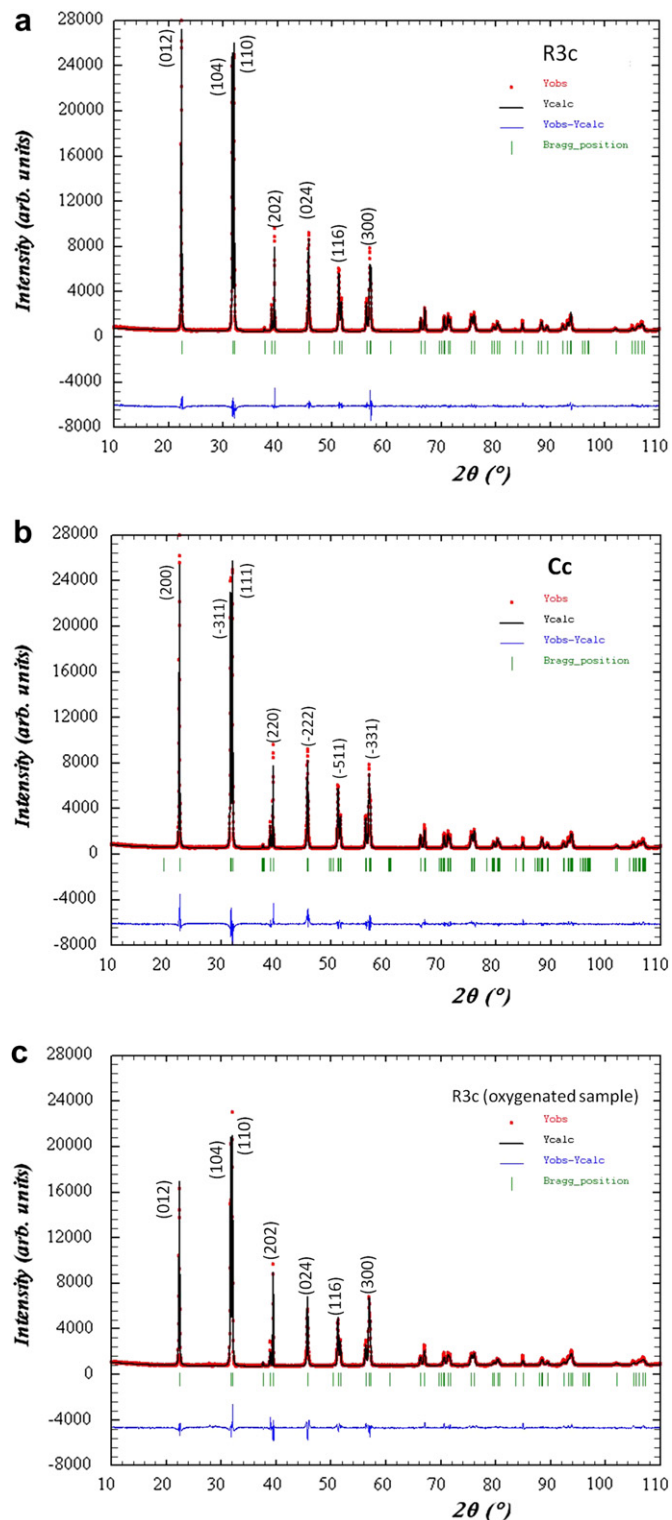 a
R3c
Yobs
Ycalc
Yobs-Ycalc
Bragg_position
(012)
(104)
(110)
(202)
(024)
(116)
(300)
Intensity (arb. units)
28000
24000
20000
16000
12000
8000
4000
0
-4000
-8000
10 20 30 40 50 60 70 80 90 100 110
2θ (°)
b
Cc
Yobs
Ycalc
Yobs-Ycalc
Bragg_position
(200)
(-311)
(111)
(220)
(-222)
(-511)
(-331)
Intensity (arb. units)
28000
24000
20000
16000
12000
8000
4000
0
-4000
-8000
10 20 30 40 50 60 70 80 90 100 110
2θ (°)
c
R3c (oxygenated sample)
Yobs
Ycalc
Yobs-Ycalc
Bragg_position
(012)
(104)
(110)
(202)
(024)
(116)
(300)
Intensity (arb. units)
28000
24000
20000
16000
12000
8000
4000
0
-4000
-8000
10 20 30 40 50 60 70 80 90 100 110
2θ (°)